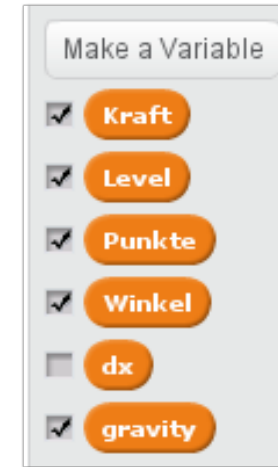 Make a Variable
Kraft
Level
Punkte
Winkel
dx
gravity